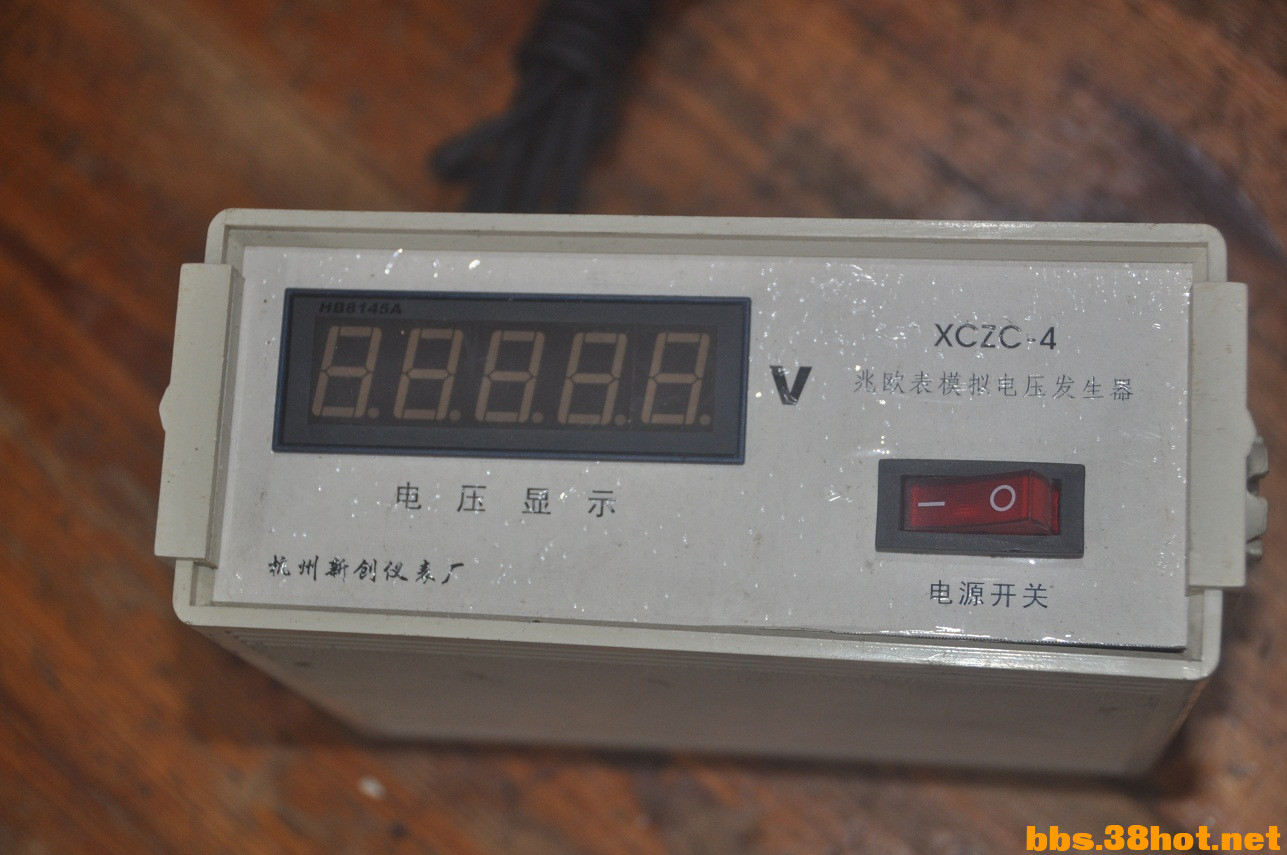 HB8145A
V
XCZC-4
兆欧表模拟电压发生器
电压显示
— O
杭州新创仪表厂
电源开关
bbs.38hot.net